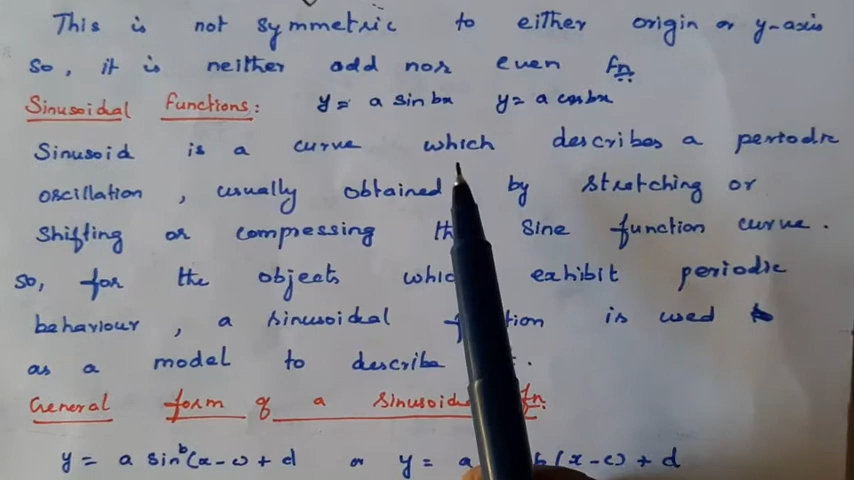 This is not symmetric to either origin or y-axis
So, it is neither odd nor even fn
Sinusoidal Functions: y = a sin bx y = a cos bx
Sinusoid is a curve which describes a periodic
oscillation, usually obtained by stretching or
Shifting or compressing the Sine function curve.
So, for the objects which exhibit periodic
behaviour, a sinusoidal is used
as a model to describe
General form of a Sinusoidal fn.
y = a sin b(x-c) + d or y = a b(x-c) + d